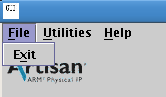 File Utilities Help
Exit
Artisan
ARM® Physical IP